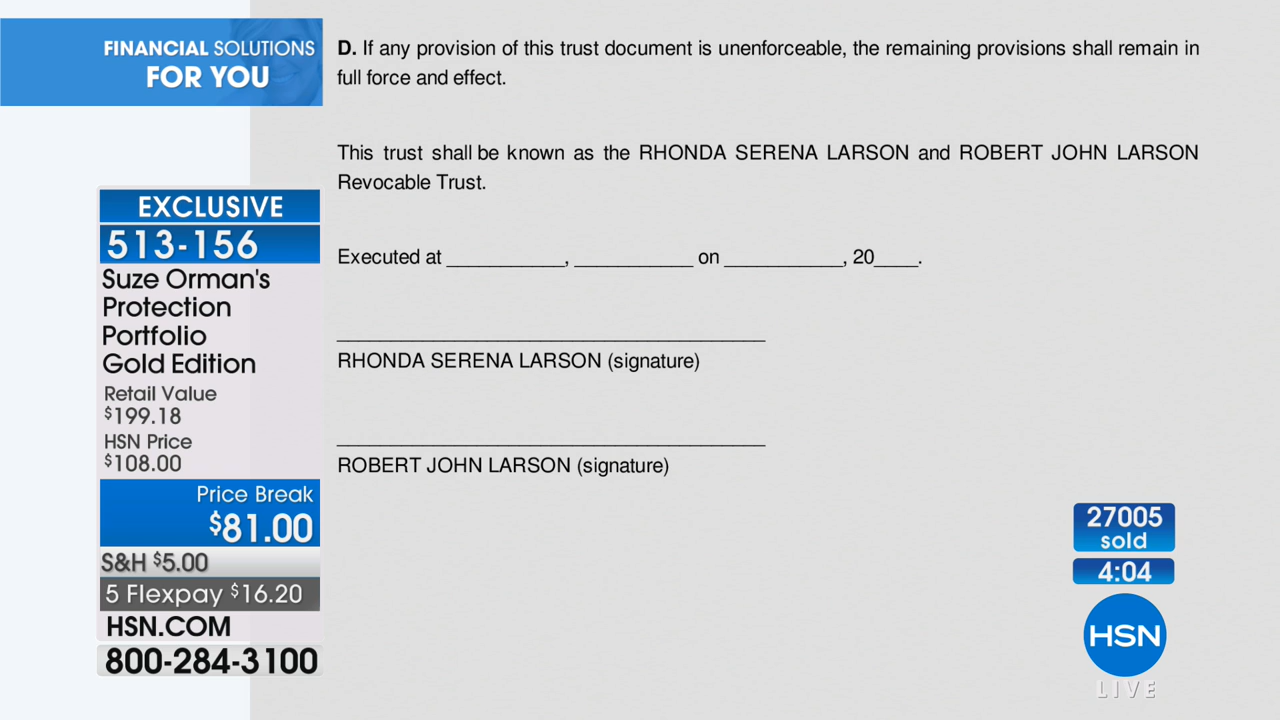 FINANCIAL SOLUTIONS
FOR YOU
D. If any provision of this trust document is unenforceable, the remaining provisions shall remain in
full force and effect.
This trust shall be known as the RHONDA SERENA LARSON and ROBERT JOHN LARSON
Revocable Trust.
Executed at ___________, ___________ on ___________, 20____.
________________________________________
RHONDA SERENA LARSON (signature)
________________________________________
ROBERT JOHN LARSON (signature)
EXCLUSIVE
513-156
Suze Orman's
Protection
Portfolio
Gold Edition
Retail Value
$199.18
HSN Price
$108.00
Price Break
$81.00
S&H $5.00
5 Flexpay $16.20
HSN.COM
800-284-3100
27005
sold
4:04
HSN
LIVE